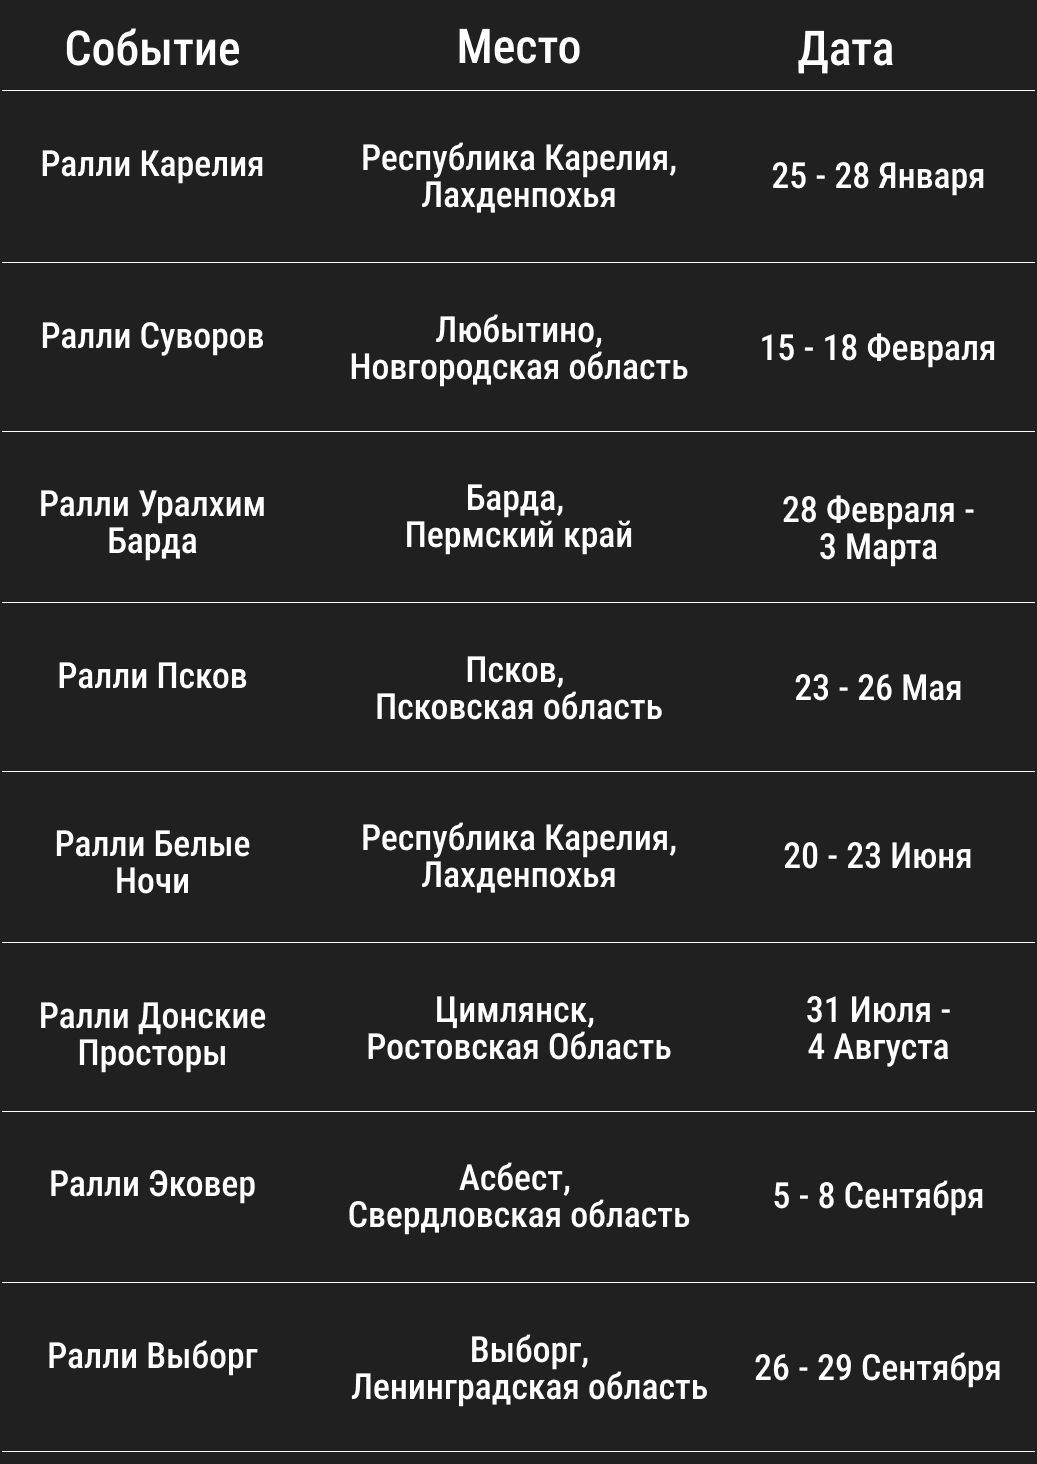 Событие
Место
Дата
Ралли Карелия
Республика Карелия,
Лахденпохья
25 - 28 Января
Ралли Суворов
Любытино,
Новгородская область
15 - 18 Февраля
Ралли Уралхим
Барда
Барда,
Пермский край
28 Февраля -
3 Марта
Ралли Псков
Псков,
Псковская область
23 - 26 Мая
Ралли Белые
Ночи
Республика Карелия,
Лахденпохья
20 - 23 Июня
Ралли Донские
Просторы
Цимлянск,
Ростовская Область
31 Июля -
4 Августа
Ралли Эковер
Асбест,
Свердловская область
5 - 8 Сентября
Ралли Выборг
Выборг,
Ленинградская область
26 - 29 Сентября